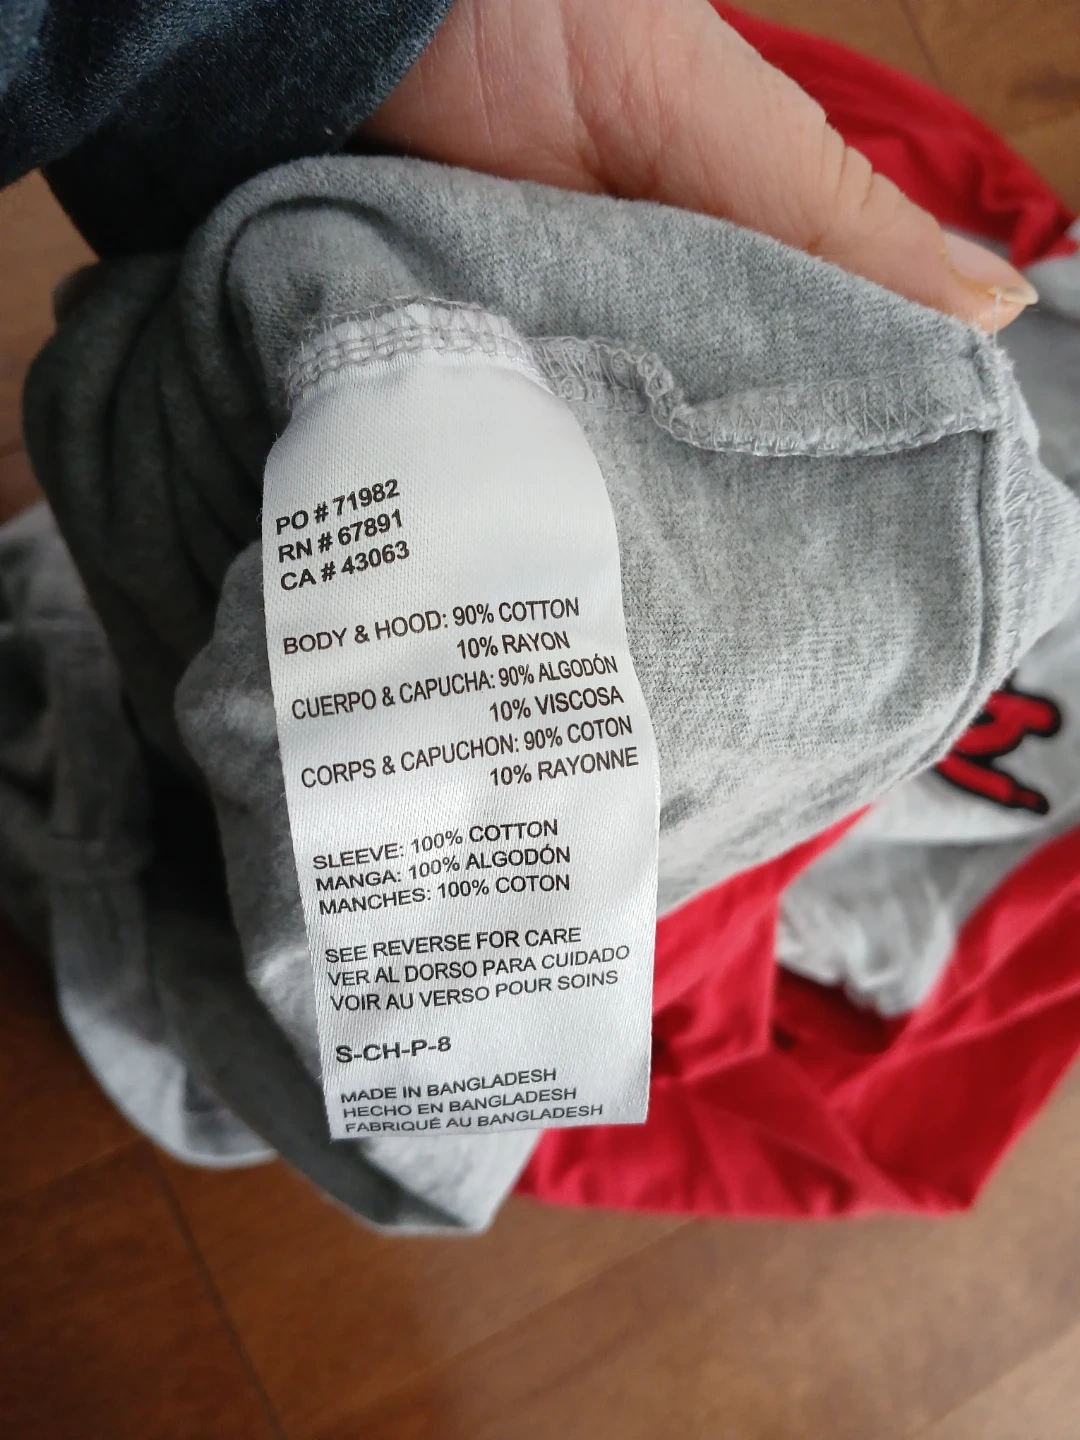 PO # 71982
RN # 67891
CA # 43063
BODY & HOOD: 90% COTTON
10% RAYON
CUERPO & CAPUCHA: 90% ALGODÓN
10% VISCOSA
CORPS & CAPUCHON: 90% COTON
10% RAYONNE
SLEEVE: 100% COTTON
MANGA: 100% ALGODÓN
MANCHES: 100% COTON
SEE REVERSE FOR CARE
VER AL DORSO PARA CUIDADO
VOIR AU VERSO POUR SOINS
S-CH-P-8
MADE IN BANGLADESH
HECHO EN BANGLADESH
FABRIQUÉ AU BANGLADESH